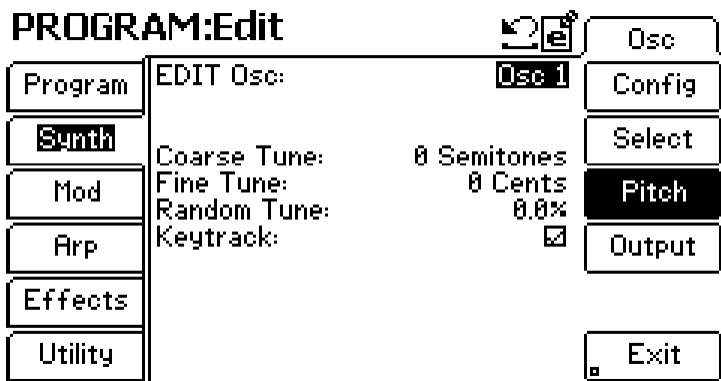 PROGRAM:Edit
e
Osc
Program
Synth
Mod
Arp
Effects
Utility
EDIT Osc: Osc 1
Coarse Tune: 0 Semitones
Fine Tune: 0 Cents
Random Tune: 0.0%
Keytrack:
Config
Select
Pitch
Output
Exit